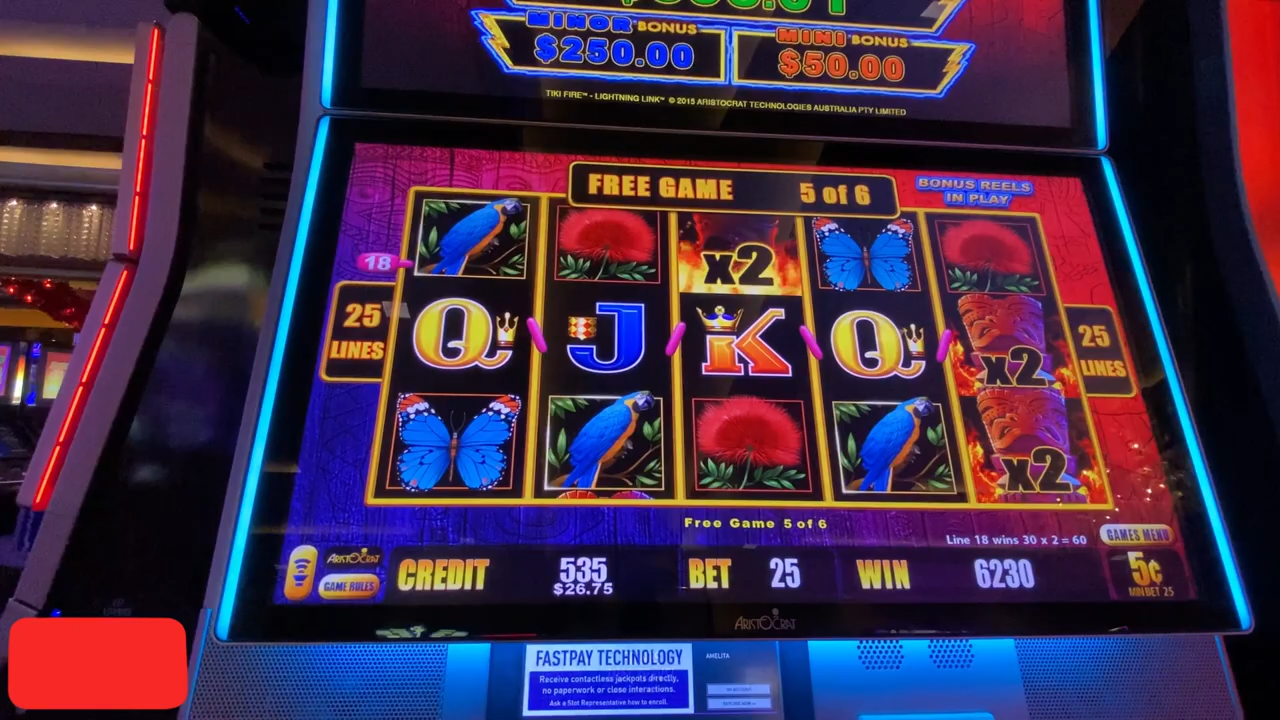 MINOR BONUS
$250.00
MINI BONUS
$50.00
TIKI FIRE™ - LIGHTNING LINK™ © 2015 ARISTOCRAT TECHNOLOGIES AUSTRALIA PTY LIMITED
FREE GAME 5 of 6
BONUS REELS
IN PLAY
18
x2
25
LINES
Q
J
K
Q
x2
25
LINES
x2
Free Game 5 of 6
Line 18 wins 30 x 2 = 60
GAMES MENU
ARISTOCRAT
GAME RULES
CREDIT 535
$26.75
BET 25
WIN 6230
5¢
MIN BET 25
ARISTOCRAT
FASTPAY TECHNOLOGY
Receive contactless jackpots directly,
no paperwork or close interactions.
Ask a Slot Representative how to enroll.
AMELITA